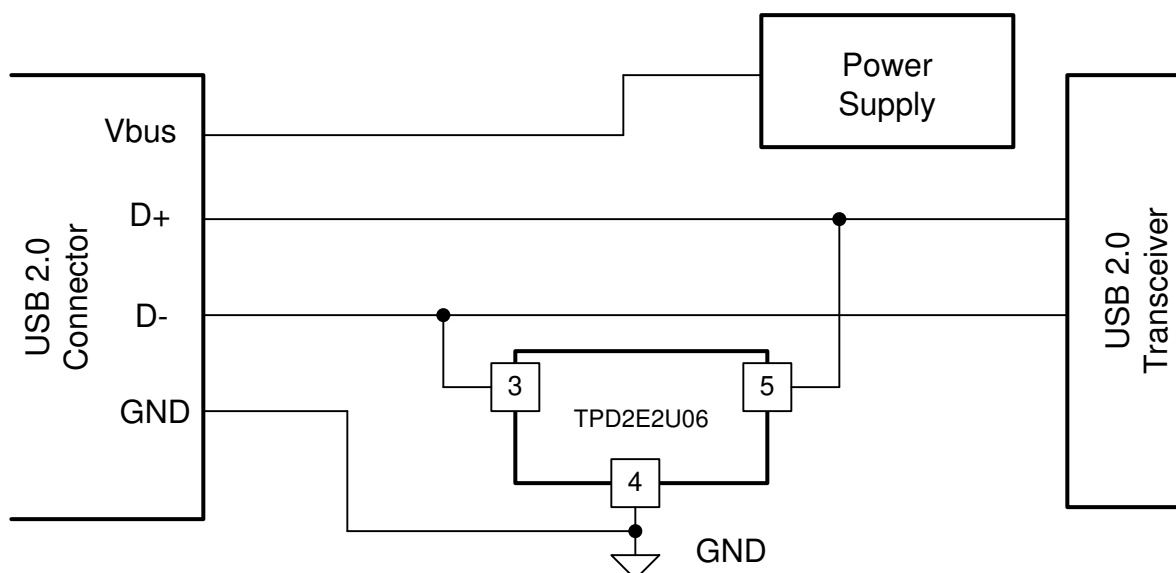 Power
Supply
Vbus
D+
D-
GND
USB 2.0
Connector
USB 2.0
Transceiver
3
5
TPD2E2U06
4
GND